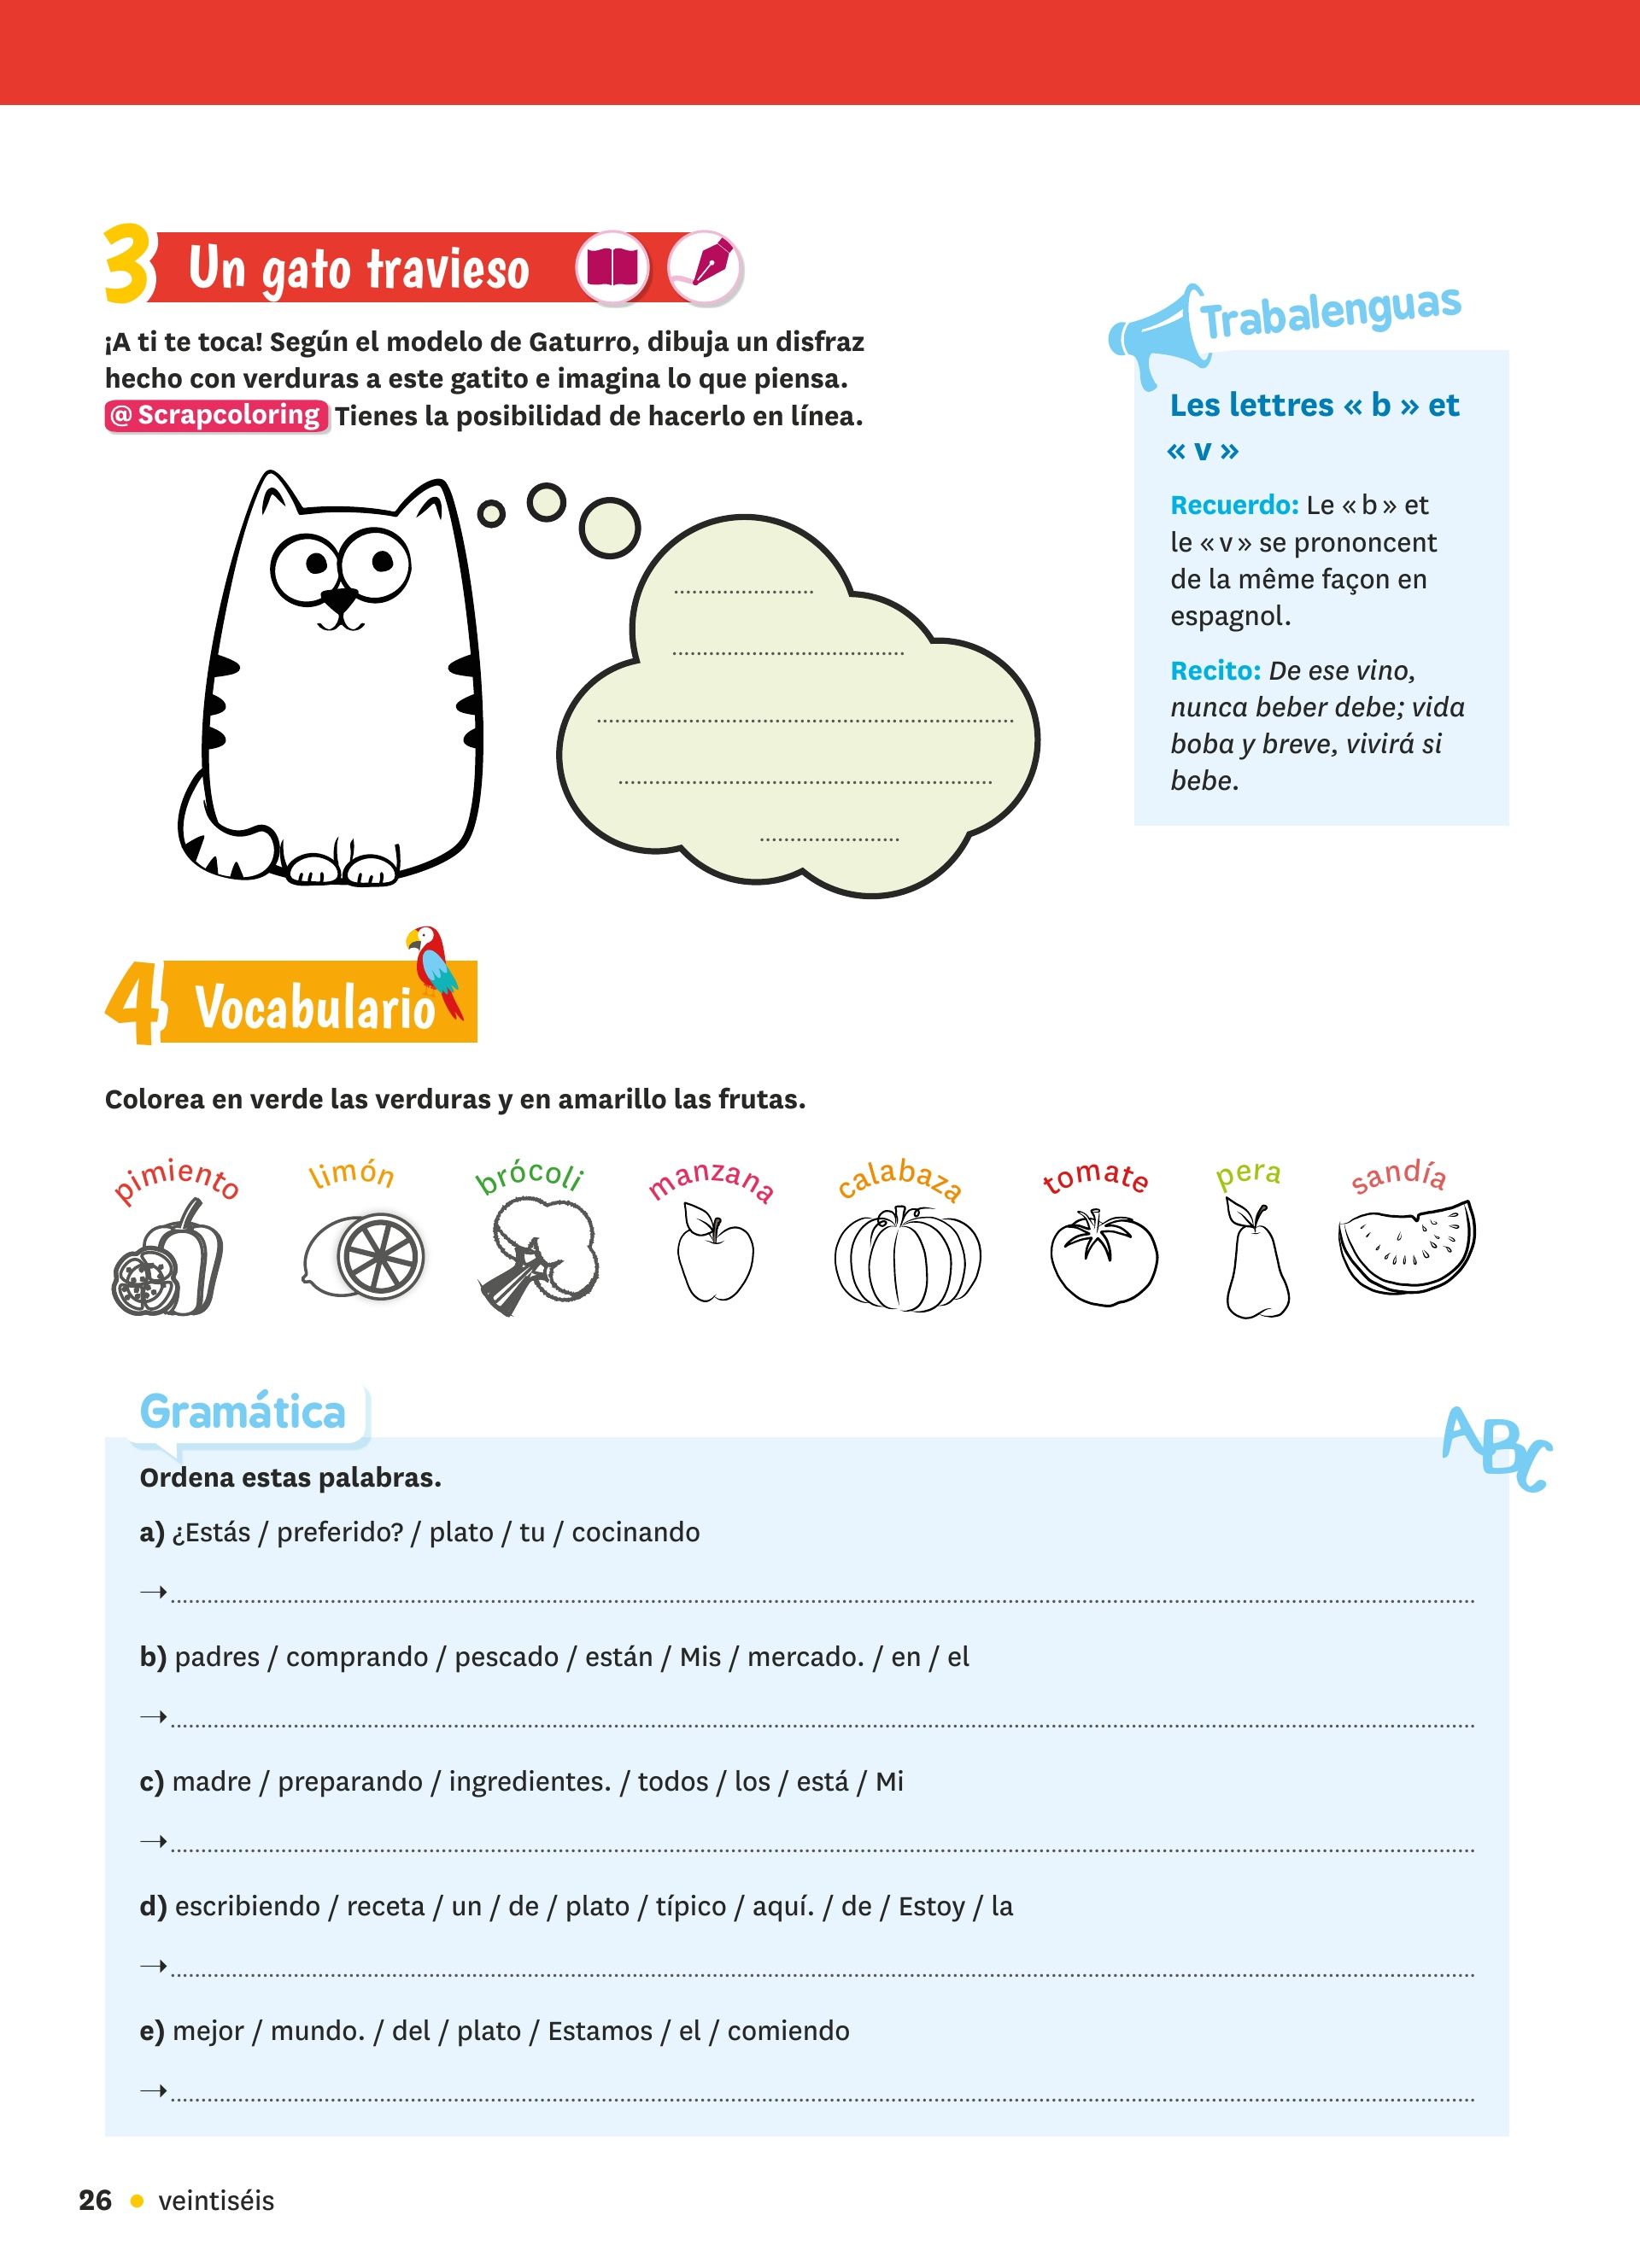 3 Un gato travieso
¡A ti te toca! Según el modelo de Gaturro, dibuja un disfraz
hecho con verduras a este gatito e imagina lo que piensa.
@ Scrapcoloring Tienes la posibilidad de hacerlo en línea.
Trabalenguas
Les lettres « b » et
« v »
Recuerdo: Le « b » et
le « v » se prononcent
de la même façon en
espagnol.
Recito: De ese vino,
nunca beber debe; vida
boba y breve, vivirá si
bebe.
4 Vocabulario
Colorea en verde las verduras y en amarillo las frutas.
pimiento limón brócoli manzana calabaza tomate pera sandía
Gramática
ABC
Ordena estas palabras.
a) ¿Estás / preferido? / plato / tu / cocinando
b) padres / comprando / pescado / están / Mis / mercado. / en / el
c) madre / preparando / ingredientes. / todos / los / está / Mi
d) escribiendo / receta / un / de / plato / típico / aquí. / de / Estoy / la
e) mejor / mundo. / del / plato / Estamos / el / comiendo
26 • veintiséis